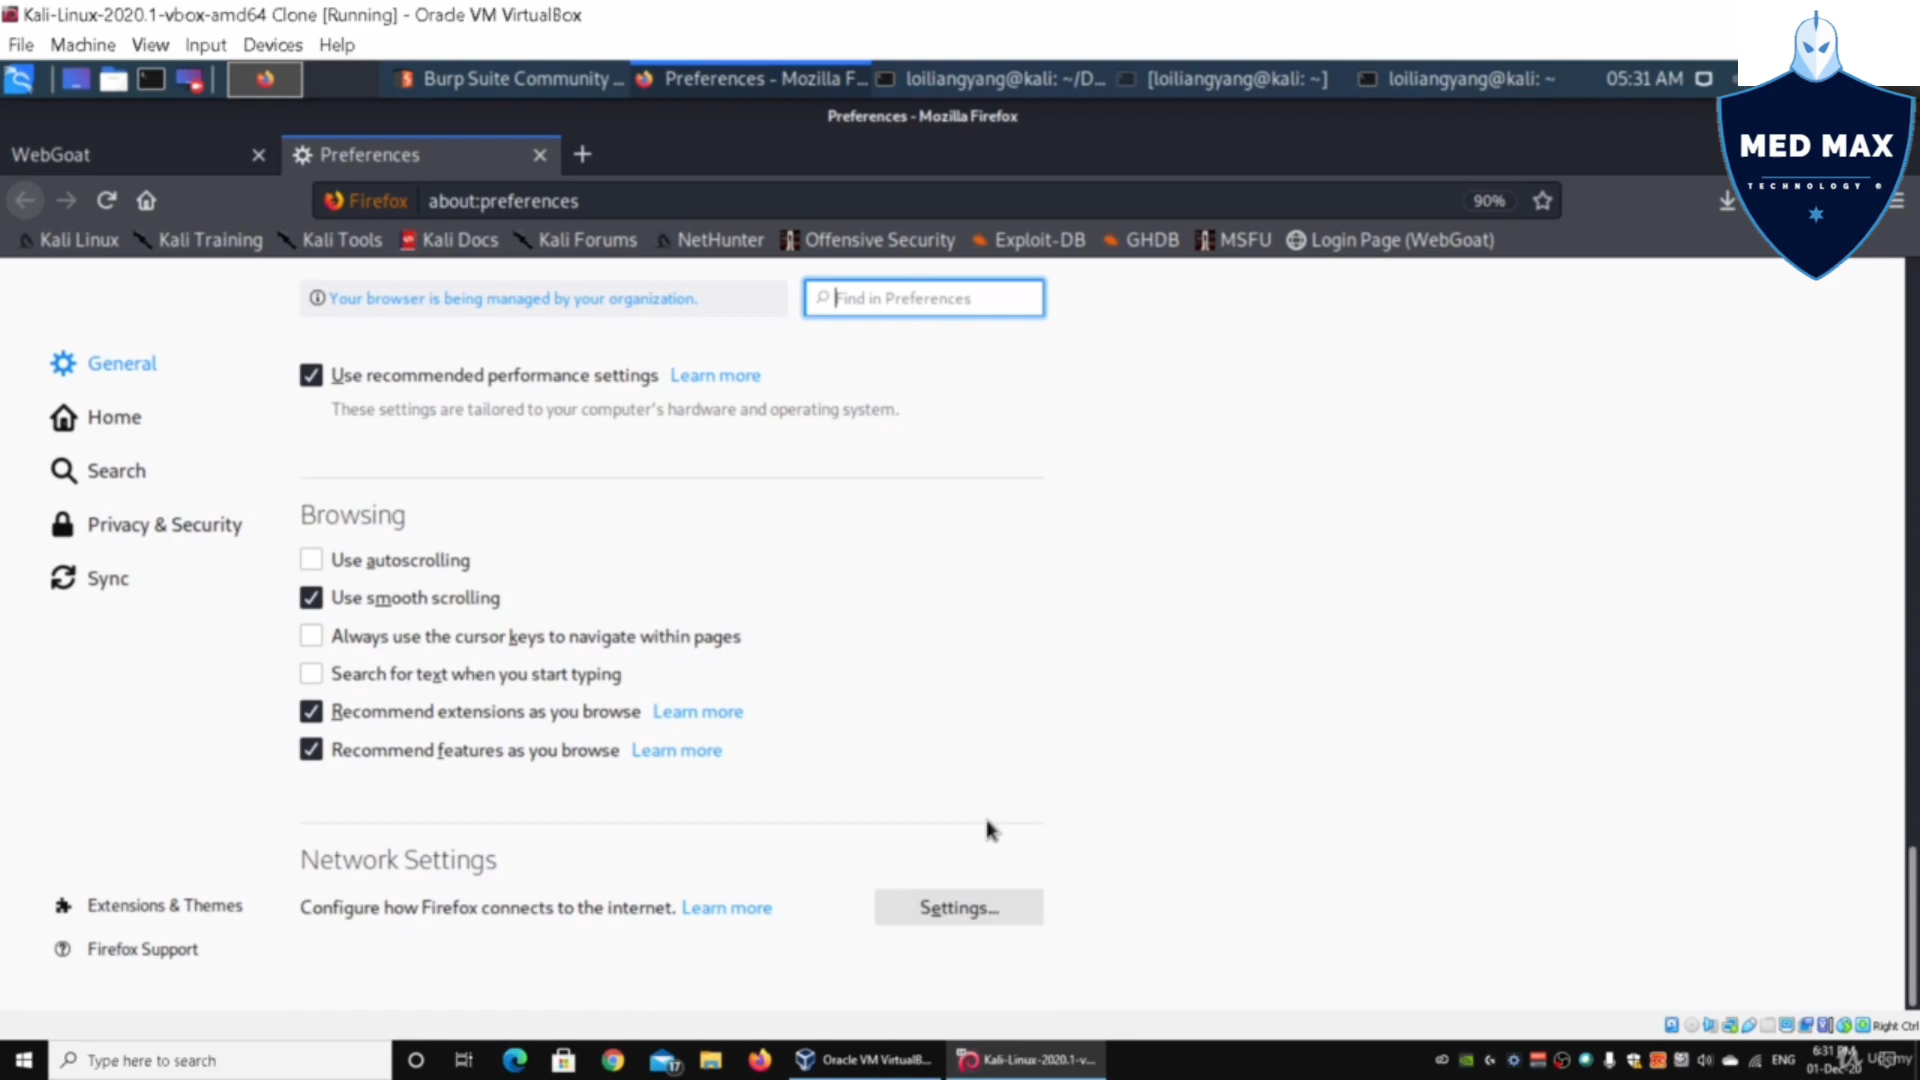 Kali-Linux-2020.1-vbox-amd64 Clone [Running] - Oracle VM VirtualBox
File Machine View Input Devices Help
Burp Suite Community ... Preferences - Mozilla F... loiliangyang@kali: ~/D... [loiliangyang@kali: ~] loiliangyang@kali: ~ 05:31 AM
Preferences - Mozilla Firefox
MED MAX
TECHNOLOGY
WebGoat Preferences
Firefox about:preferences 90%
Kali Linux Kali Training Kali Tools Kali Docs Kali Forums NetHunter Offensive Security Exploit-DB GHDB MSFU Login Page (WebGoat)
Your browser is being managed by your organization. Find in Preferences
General
Home
Search
Privacy & Security
Sync
Extensions & Themes
Firefox Support
Use recommended performance settings Learn more
These settings are tailored to your computer's hardware and operating system.
Browsing
Use autoscrolling
Use smooth scrolling
Always use the cursor keys to navigate within pages
Search for text when you start typing
Recommend extensions as you browse Learn more
Recommend features as you browse Learn more
Network Settings
Configure how Firefox connects to the internet. Learn more Settings...
Right Ctrl
Type here to search 17 Oracle VM VirtualB... Kali-Linux-2020.1-v... ENG 6:31 PM
01-Dec-20